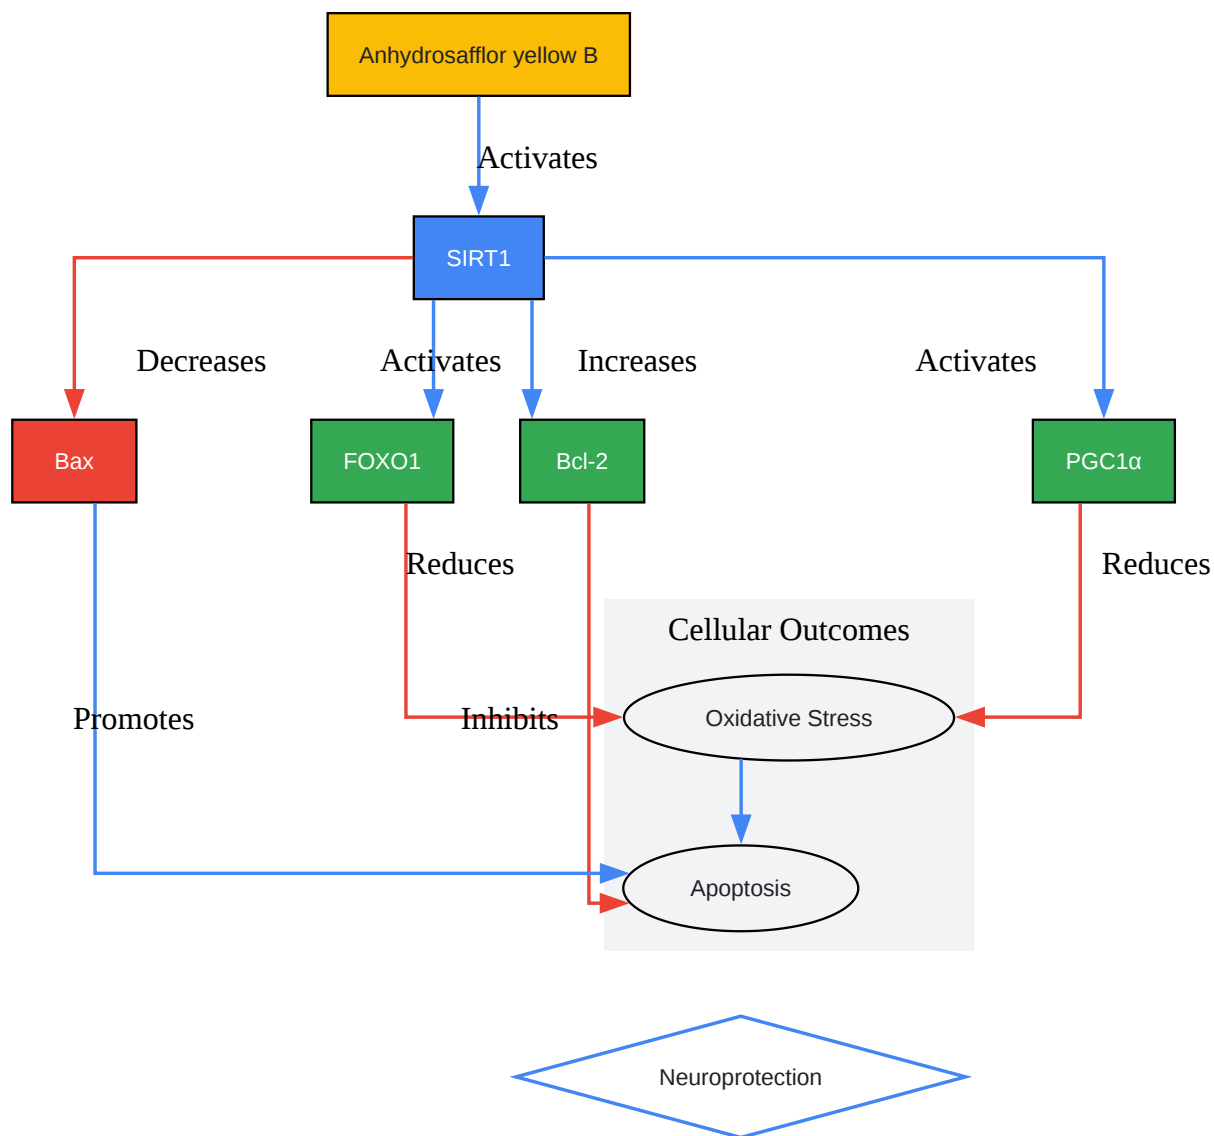 Anhydrosafflor yellow B
Activates
SIRT1
Decreases
Activates
Increases
Activates
Bax
FOXO1
Bcl-2
PGC1α
Reduces
Reduces
Cellular Outcomes
Promotes
Inhibits
Oxidative Stress
Apoptosis
Neuroprotection